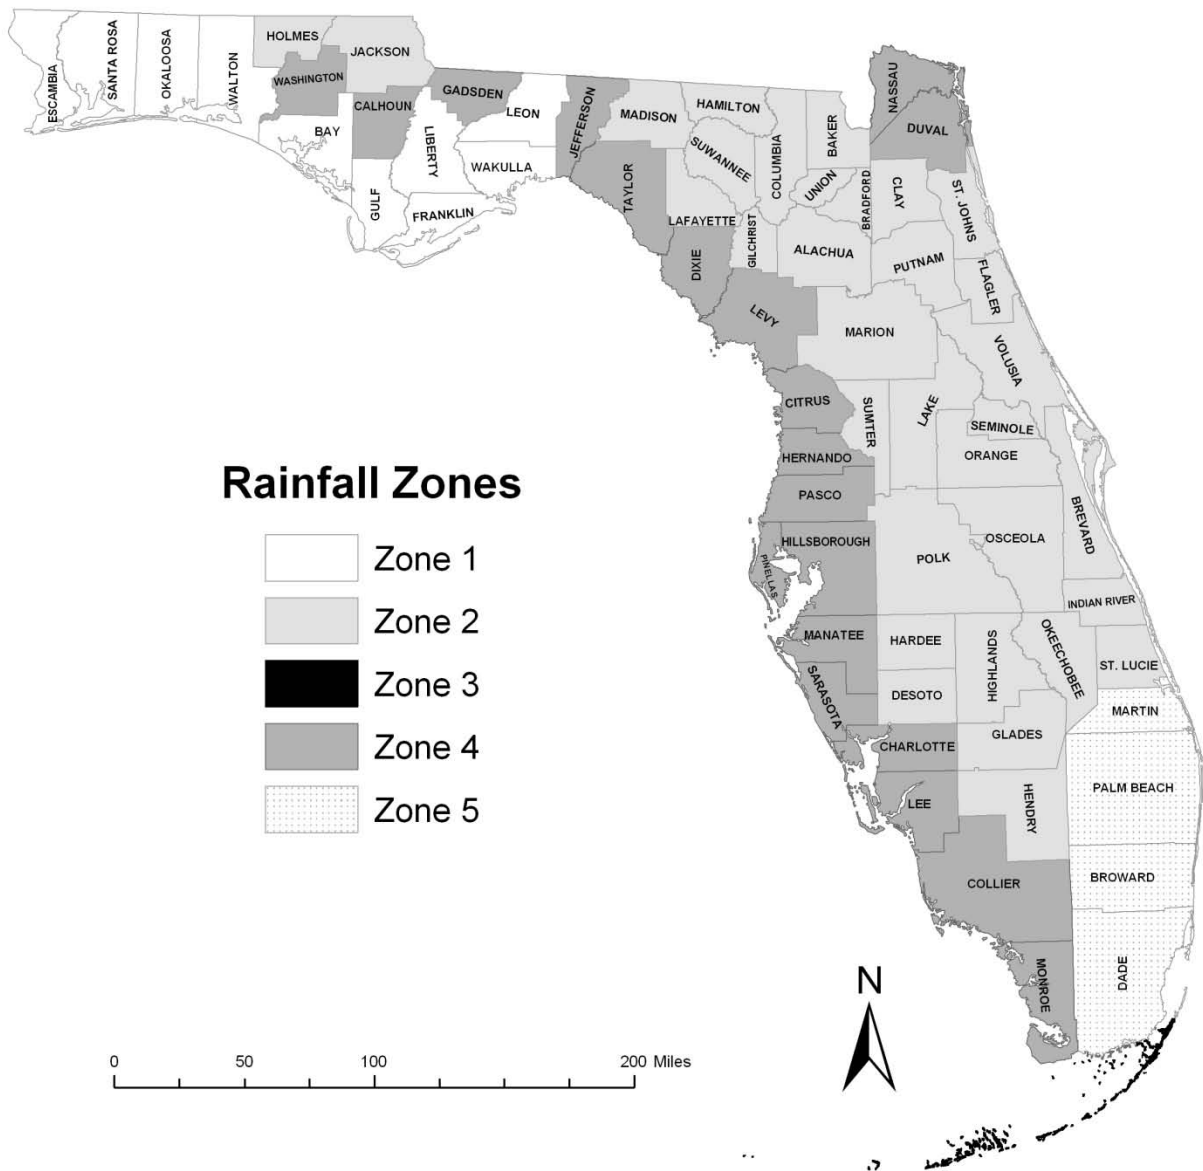 HOLMES
JACKSON
ESCAMBIA
SANTA ROSA
OKALOOSA
WALTON
WASHINGTON
CALHOUN
GADSDEN
LEON
JEFFERSON
MADISON
HAMILTON
BAY
LIBERTY
WAKULLA
GULF
FRANKLIN
TAYLOR
SUWANNEE
COLUMBIA
BAKER
NASSAU
DUVAL
UNION
BRADFORD
CLAY
ST. JOHNS
LAFAYETTE
GILCHRIST
DIXIE
ALACHUA
PUTNAM
FLAGLER
LEVY
MARION
VOLUSIA
CITRUS
SUMTER
LAKE
SEMINOLE
HERNANDO
ORANGE
PASCO
BREVARD
HILLSBOROUGH
PINELLAS
POLK
OSCEOLA
INDIAN RIVER
MANATEE
HARDEE
HIGHLANDS
OKEECHOBEE
ST. LUCIE
SARASOTA
DESOTO
MARTIN
CHARLOTTE
GLADES
LEE
HENDRY
PALM BEACH
COLLIER
BROWARD
MONROE
DADE
Rainfall Zones
Zone 1
Zone 2
Zone 3
Zone 4
Zone 5
N
0 50 100 200 Miles